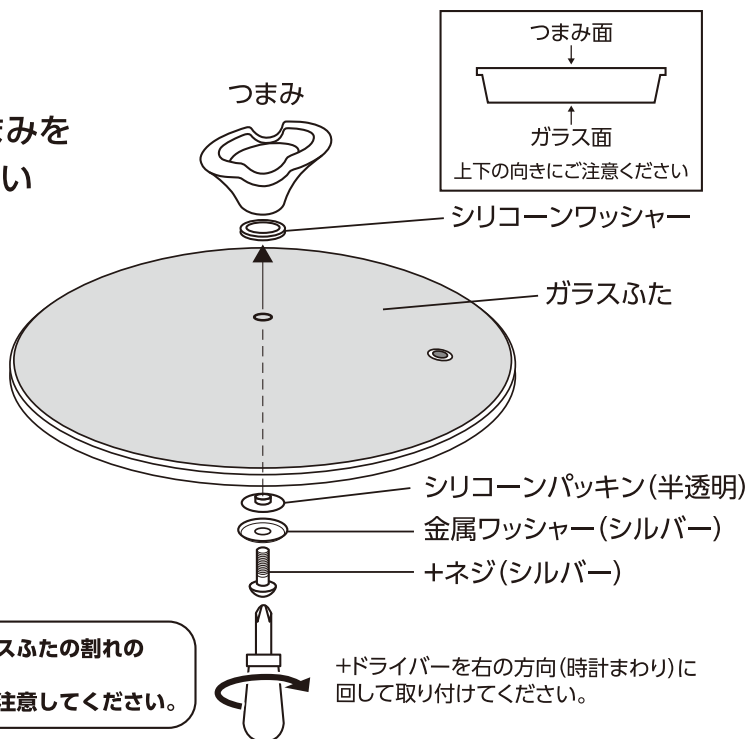 つまみ面
ガラス面
上下の向きにご注意ください
つまみ
まみを
い
シリコーンワッシャー
ガラスふた
シリコーンパッキン(半透明)
金属ワッシャー(シルバー)
+ネジ(シルバー)
スふたの割れの
注意してください。
+ドライバーを右の方向(時計まわり)に
回して取り付けてください。